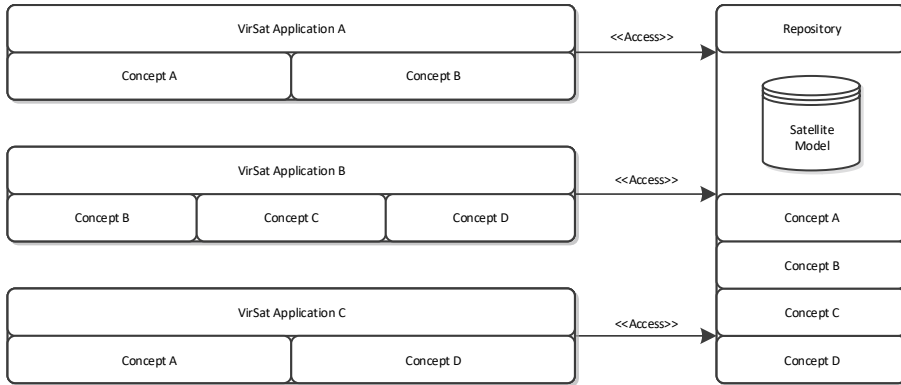 VirSat Application A
Concept A
Concept B
<<Access>>
VirSat Application B
Concept B
Concept C
Concept D
<<Access>>
VirSat Application C
Concept A
Concept D
<<Access>>
Repository
Satellite
Model
Concept A
Concept B
Concept C
Concept D